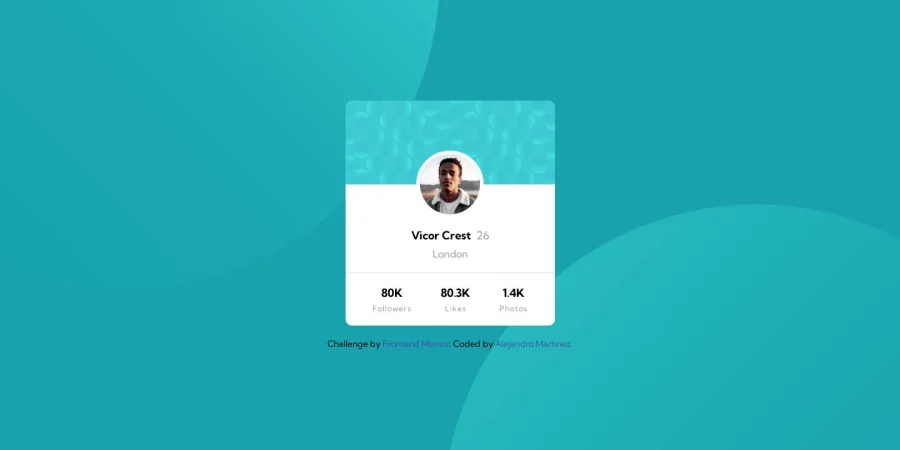 Vicor Crest 26
London
80K 80.3K 1.4K
Followers Likes Photos
Challenge by Frontend Mentor. Coded by Alejandro Martinez.